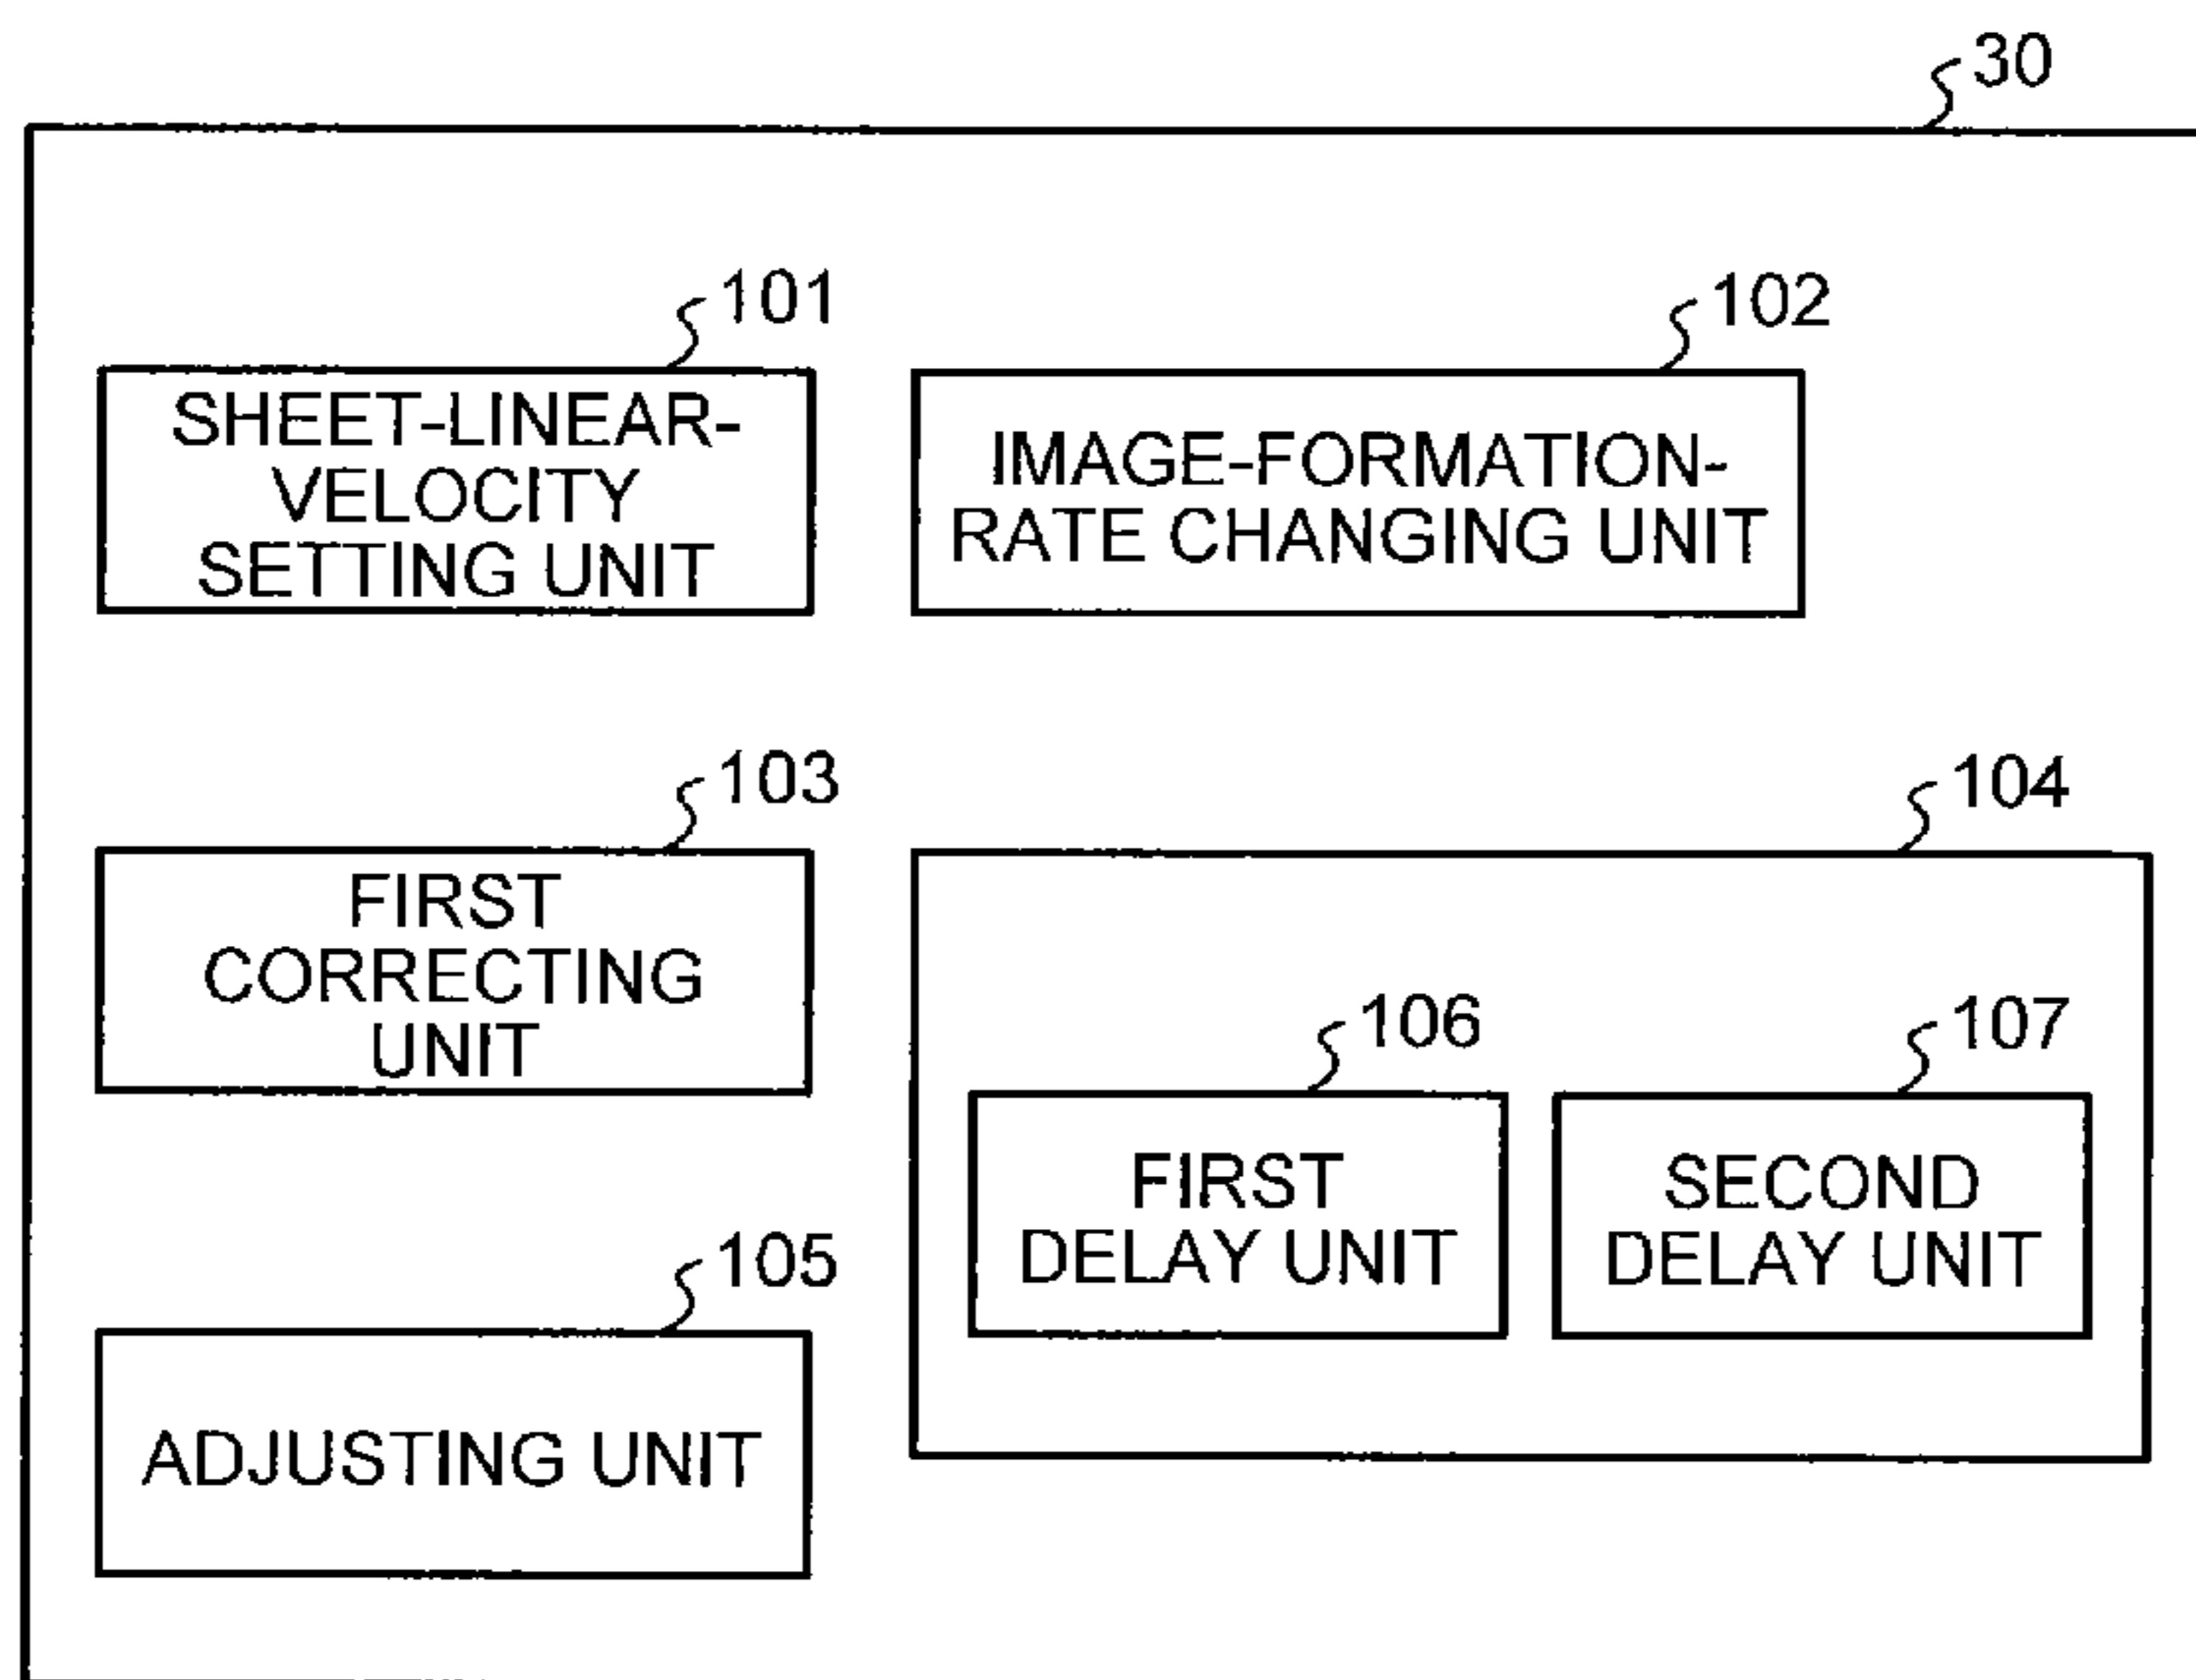 30
101
SHEET-LINEAR-
VELOCITY
SETTING UNIT
102
IMAGE-FORMATION-
RATE CHANGING UNIT
103
FIRST
CORRECTING
UNIT
104
106
FIRST
DELAY UNIT
107
SECOND
DELAY UNIT
105
ADJUSTING UNIT